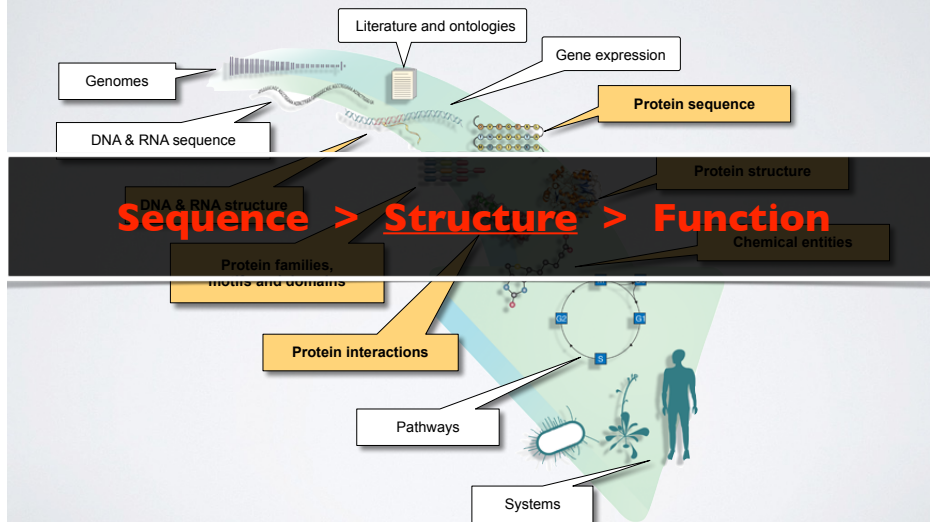 Literature and ontologies
Gene expression
Genomes
Protein sequence
DNA & RNA sequence
Protein structure
DNA & RNA structure
Sequence > Structure > Function
Chemical entities
Protein families,
motifs and domains
G2
G1
S
Protein interactions
Pathways
Systems